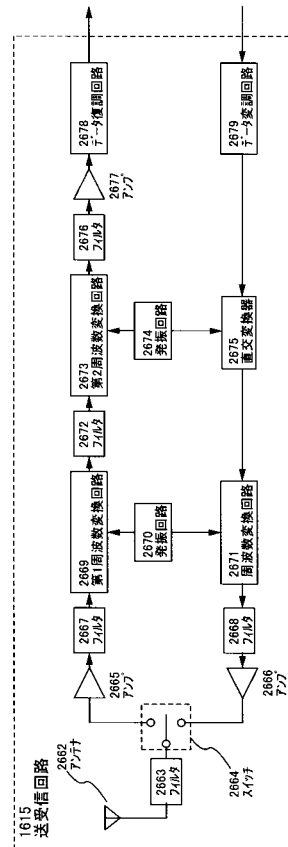 1615
送受信回路
2662
アンテナ
2663
フィルタ
2664
スイッチ
2665
アンプ
2667
フィルタ
2669
第1周波数変換回路
2672
フィルタ
2673
第2周波数変換回路
2676
フィルタ
2677
アンプ
2678
データ復調回路
2670
発振回路
2674
発振回路
2666
アンプ
2668
フィルタ
2671
周波数変換回路
2675
直交変換器
2679
データ変調回路